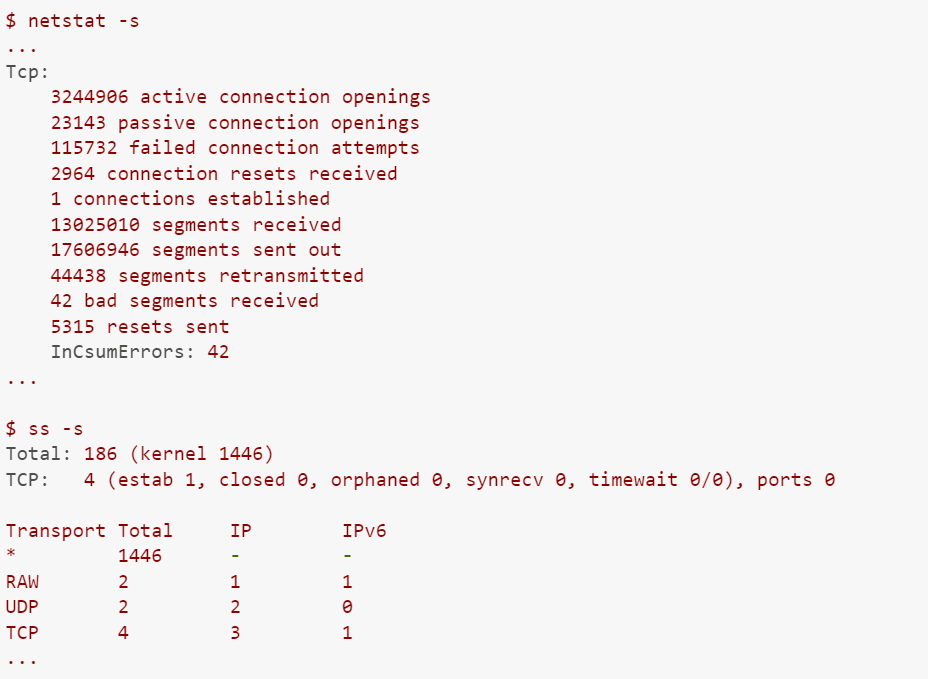 $ netstat -s
...
Tcp:
    3244906 active connection openings
    23143 passive connection openings
    115732 failed connection attempts
    2964 connection resets received
    1 connections established
    13025010 segments received
    17606946 segments sent out
    44438 segments retransmitted
    42 bad segments received
    5315 resets sent
    InCsumErrors: 42
...

$ ss -s
Total: 186 (kernel 1446)
TCP:   4 (estab 1, closed 0, orphaned 0, synrecv 0, timewait 0/0), ports 0

Transport Total     IP        IPv6
*         1446      -         -
RAW       2         1         1
UDP       2         2         0
TCP       4         3         1
...